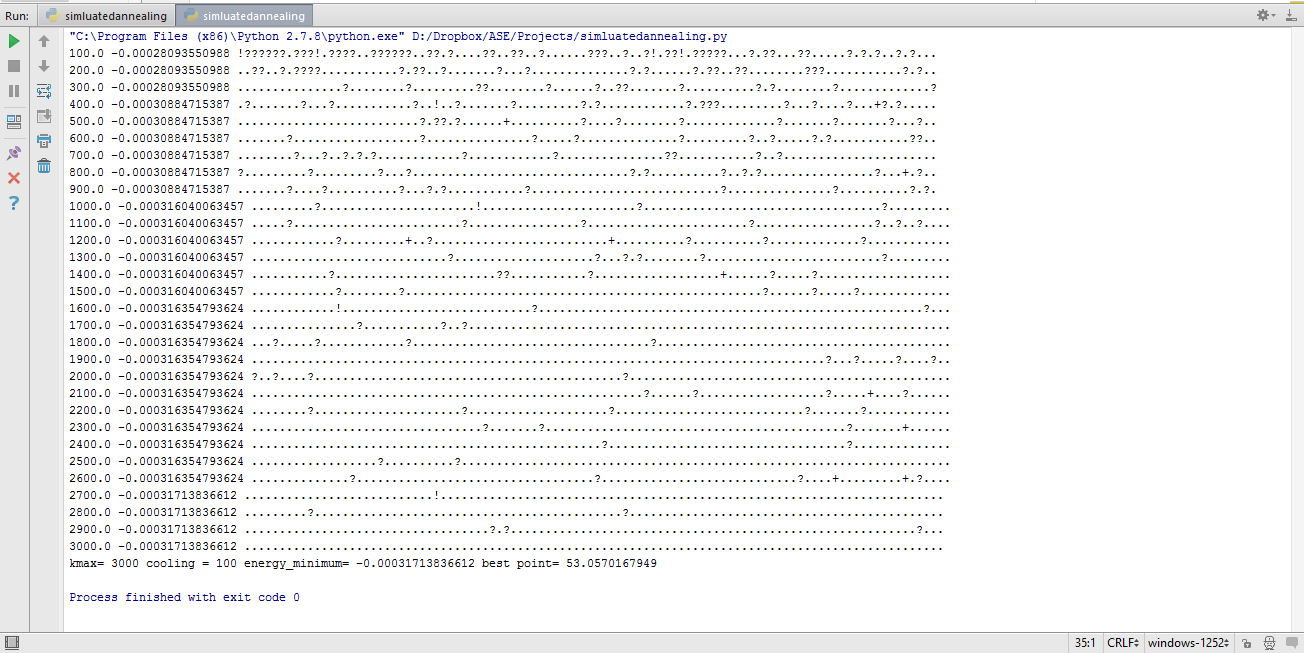 Run: simluatedannealing simluatedannealing
"C:\Program Files (x86)\Python 2.7.8\python.exe" D:/Dropbox/ASE/Projects/simluatedannealing.py
100.0 -0.00028093550988 !??????.???!.????..??????..??.?....??..??..?......???..?..?!.??!.?????...?.??...??.....?.?.?..?.?...
200.0 -0.00028093550988 ..??..?.????...........?.??..?.......?...??............?.?......?.??..??........???...........?.?..
300.0 -0.00028093550988 ...............?........?.........??........?......?..??.......?..........?.?........?.............?
400.0 -0.00030884715387 .?.......?...?...........?..!..?.......?.........?.?............?.???.........?...?....?...+?.?.....
500.0 -0.00030884715387 ..........................?.??.?......+..........?....?...........?......?.......?......?.....?...?..
600.0 -0.00030884715387 .......?..................?...............?.....?..............?.........?..?.....?.?...........??..
700.0 -0.00030884715387 ........?...?..?.?.?............?............?...............??............?..?......................
800.0 -0.00030884715387 ?.........?.........?...?...............................?.?..........?....?.?................?...+.?..
900.0 -0.00030884715387 .......?....?..........?...?.?...........?...........................?...............?..........?.?.
1000.0 -0.000316040063457 .........?......................!......................?..................................?.........
1100.0 -0.000316040063457 .....?........................?................?.......................?.................?..?..?....
1200.0 -0.000316040063457 ............?.........+..?.........................+..........?..........?.............?............
1300.0 -0.000316040063457 ............................?....................?...?.?........?.........................?.........
1400.0 -0.000316040063457 ...........?.......................??...........?..................+......?.....?...................
1500.0 -0.000316040063457 ............?........?...................................................?......?.....?.............
1600.0 -0.000316354793624 ............!...........................?.......................................................?...
1700.0 -0.000316354793624 ...............?...........?..?.....................................................................
1800.0 -0.000316354793624 ...?.....?............?..................................?..........................................
1900.0 -0.000316354793624 ..................................................................................?...?.....?....?..
2000.0 -0.000316354793624 ?..?....?............................................?..............................................
2100.0 -0.000316354793624 ........................................................?......?..................?.....+....?......
2200.0 -0.000316354793624 ........?.....................?....................?...........................?.......?............
2300.0 -0.000316354793624 .................................?.......?...........................................?.......+......
2400.0 -0.000316354793624 ..................................................?..................................?..............
2500.0 -0.000316354793624 ..................?..........?......................................................................
2600.0 -0.000316354793624 ..............?..................................?............................?....+.........+.?....
2700.0 -0.00031713836612 ...........................!........................................................................
2800.0 -0.00031713836612 .........?............................................?.............................................
2900.0 -0.00031713836612 ...................................?.?..........................................................?...
3000.0 -0.00031713836612 ....................................................................................................
kmax= 3000 cooling = 100 energy_minimum= -0.00031713836612 best point= 53.0570167949
Process finished with exit code 0
35:1 CRLF windows-1252